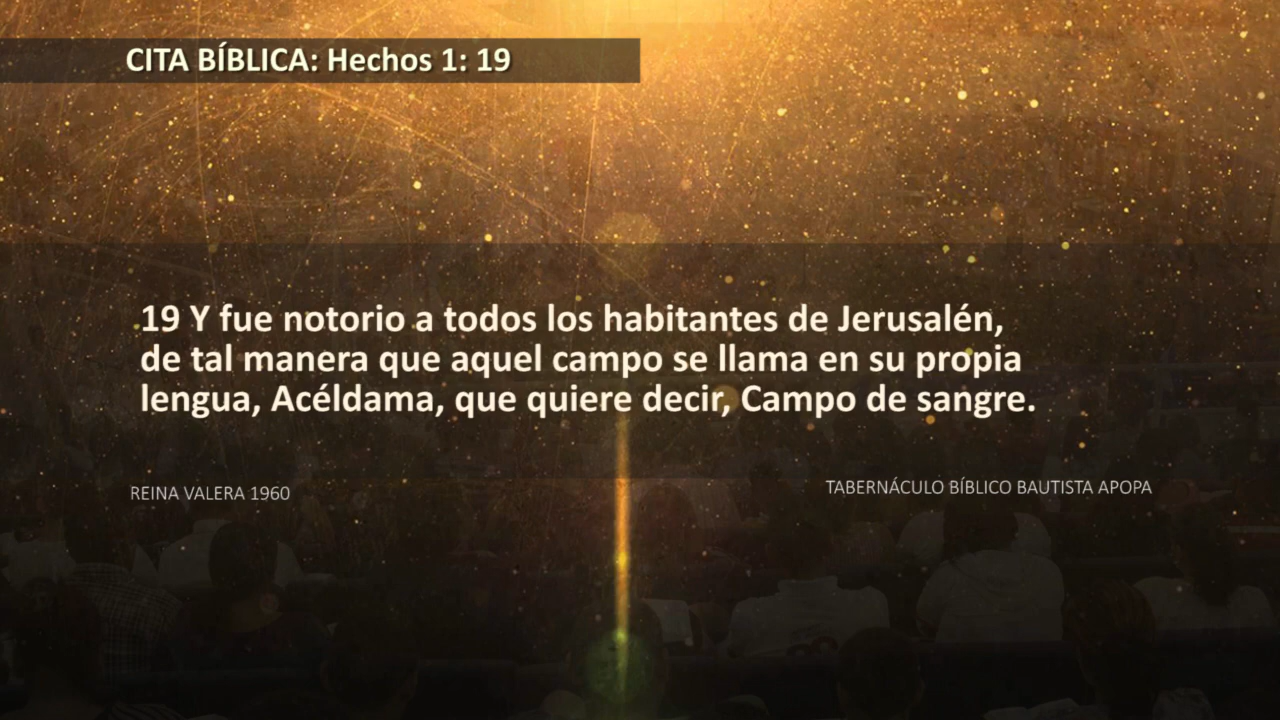 CITA BÍBLICA: Hechos 1: 19
19 Y fue notorio a todos los habitantes de Jerusalén,
de tal manera que aquel campo se llama en su propia
lengua, Acéldama, que quiere decir, Campo de sangre.
REINA VALERA 1960
TABERNÁCULO BÍBLICO BAUTISTA APOPA